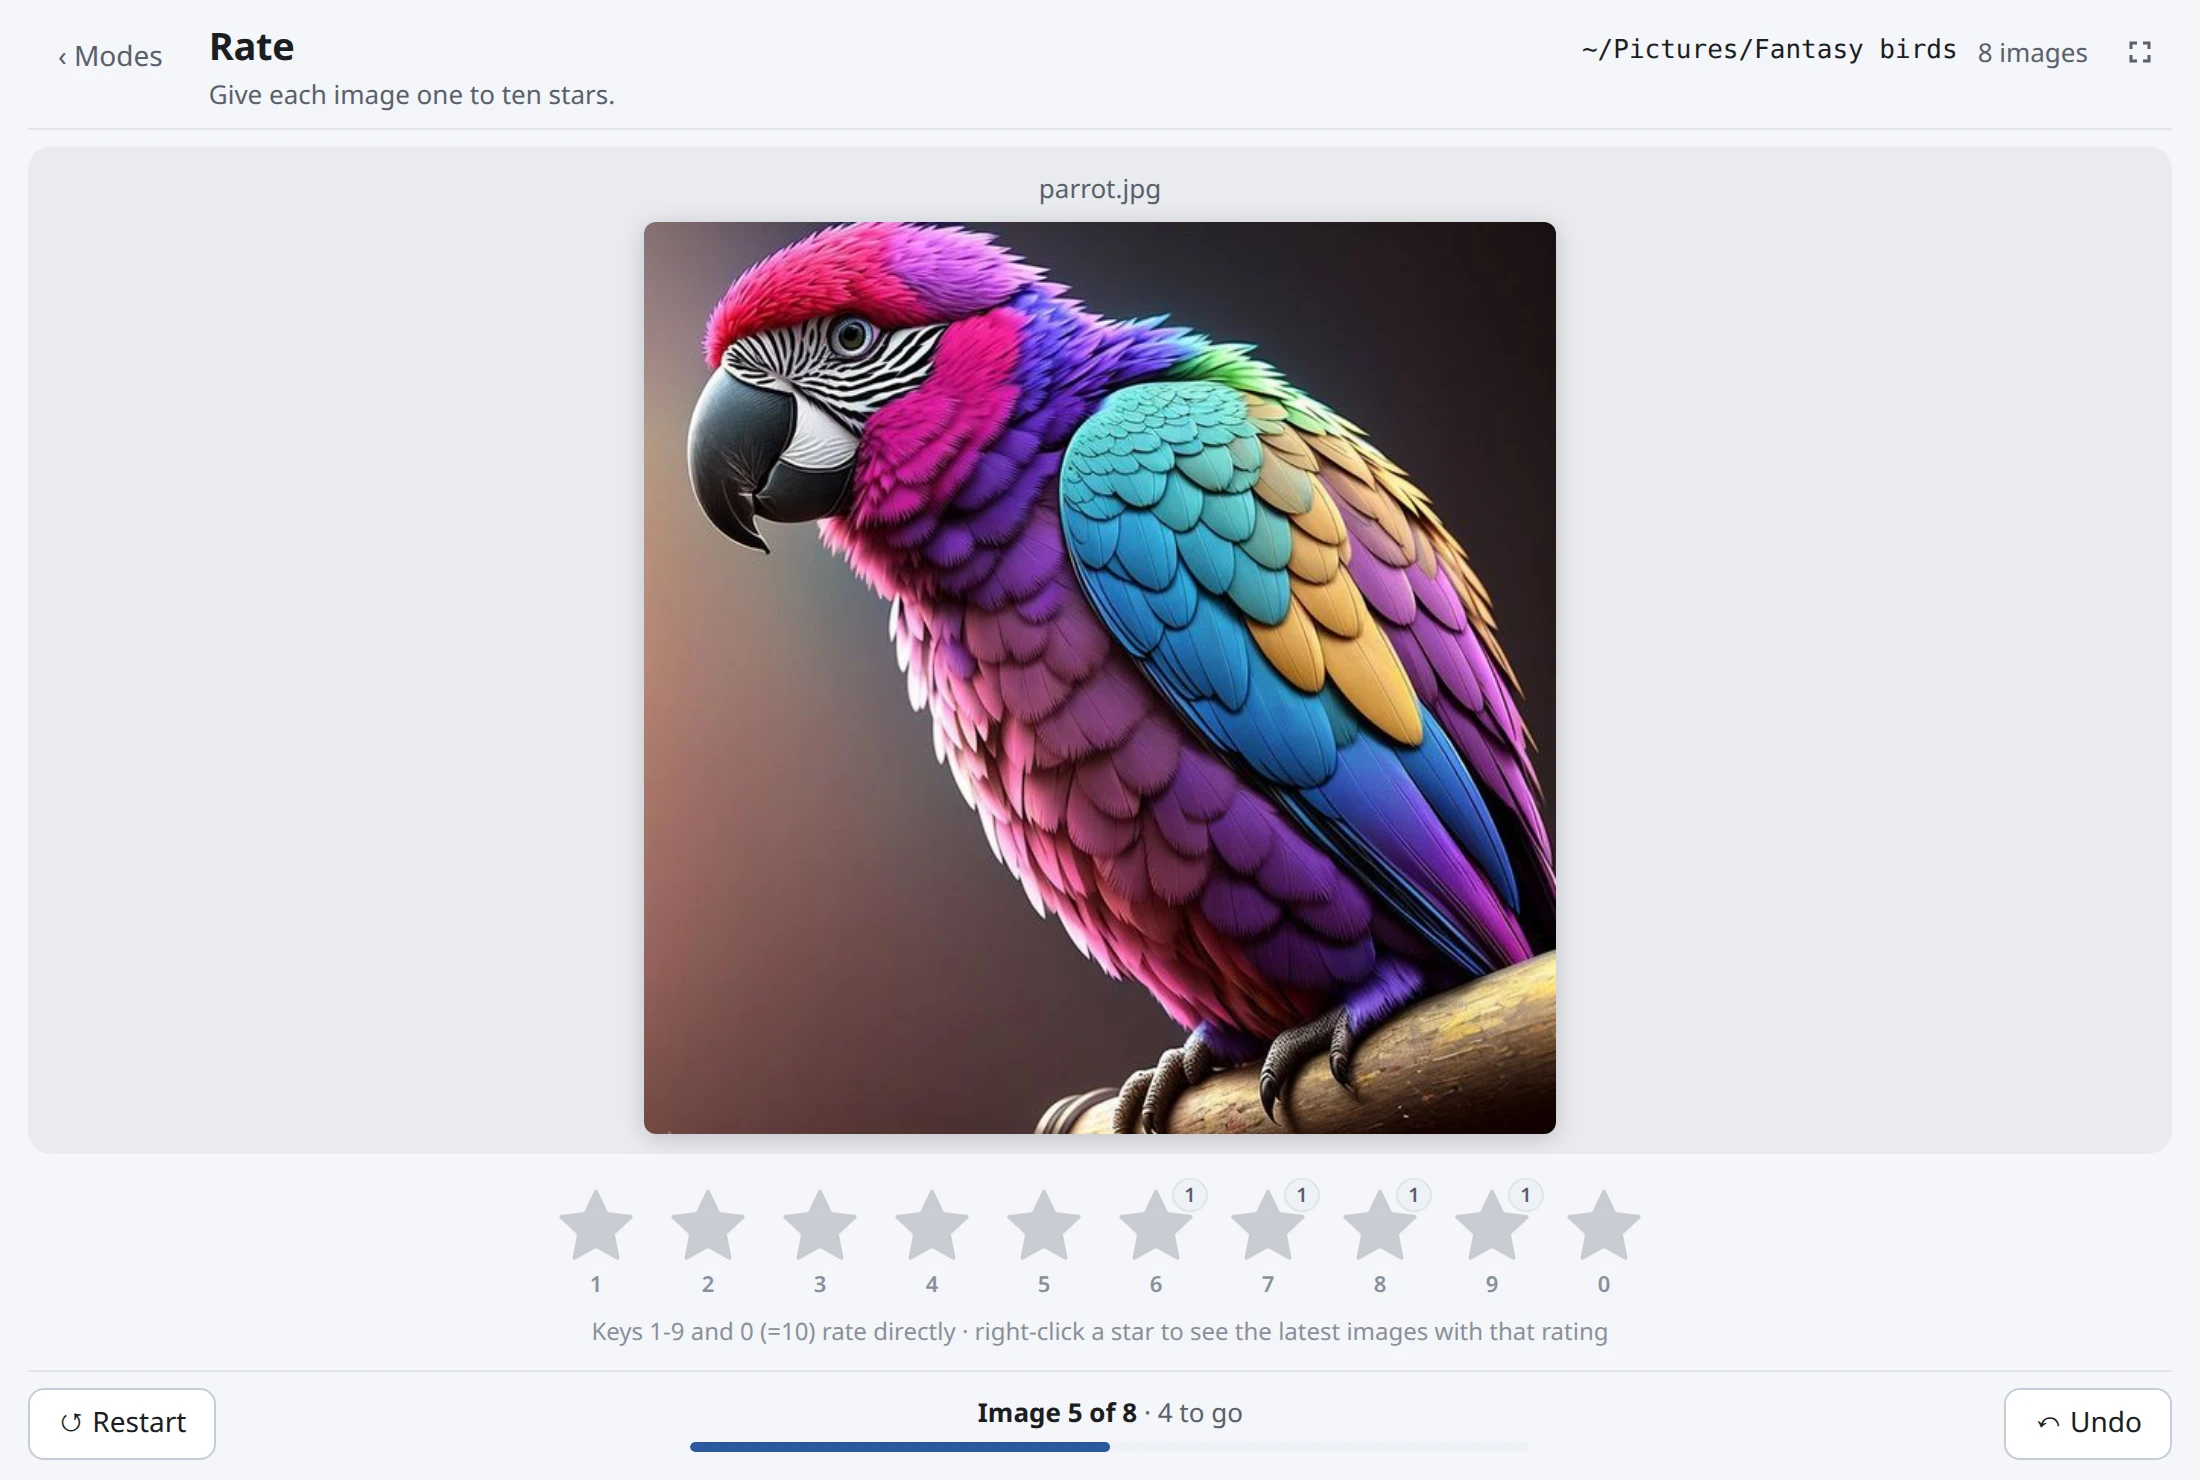 ‹ Modes
Rate
Give each image one to ten stars.
~/Pictures/Fantasy birds 8 images
parrot.jpg
1 1 1 1
1 2 3 4 5 6 7 8 9 0
Keys 1-9 and 0 (=10) rate directly · right-click a star to see the latest images with that rating
Restart
Image 5 of 8 · 4 to go
Undo